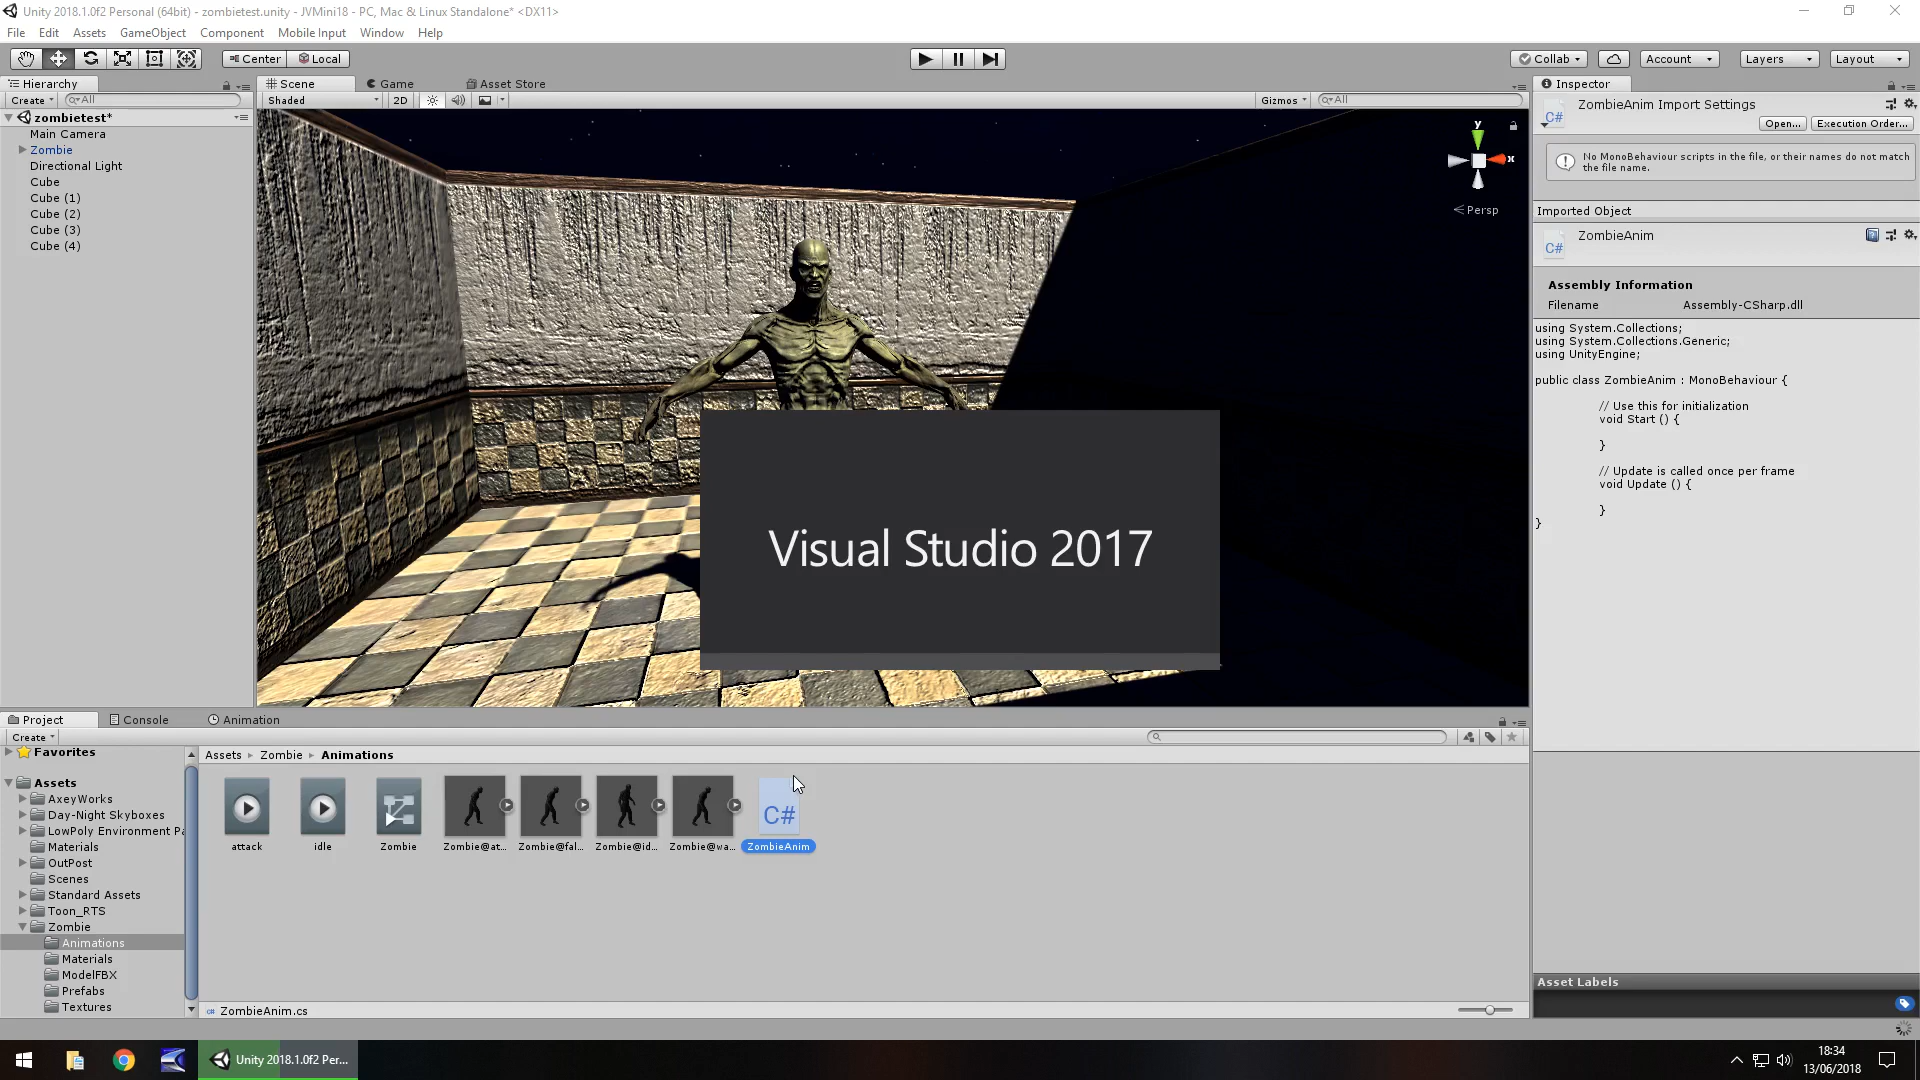 Unity 2018.1.0f2 Personal (64bit) - zombietest.unity - JVMini18 - PC, Mac & Linux Standalone* <DX11>
File Edit Assets GameObject Component Mobile Input Window Help
Center Local
Collab Account Layers Layout
Hierarchy
Create All
zombietest*
Main Camera
Zombie
Directional Light
Cube
Cube (1)
Cube (2)
Cube (3)
Cube (4)
Scene Game Asset Store
Shaded 2D Gizmos All
y
x
Persp
Visual Studio 2017
Inspector
ZombieAnim Import Settings
C#
Open... Execution Order...
No MonoBehaviour scripts in the file, or their names do not match
the file name.
Imported Object
ZombieAnim
C#
Assembly Information
Filename Assembly-CSharp.dll
using System.Collections;
using System.Collections.Generic;
using UnityEngine;
public class ZombieAnim : MonoBehaviour {
// Use this for initialization
void Start () {
}
// Update is called once per frame
void Update () {
}
}
Asset Labels
Project Console Animation
Create
Favorites
Assets
AxeyWorks
Day-Night Skyboxes
LowPoly Environment Pa
Materials
OutPost
Scenes
Standard Assets
Toon_RTS
Zombie
Animations
Materials
ModelFBX
Prefabs
Textures
Assets Zombie Animations
C#
attack idle Zombie Zombie@at... Zombie@fal... Zombie@id... Zombie@wa... ZombieAnim
ZombieAnim.cs
Unity 2018.1.0f2 Per...
18:34
13/06/2018